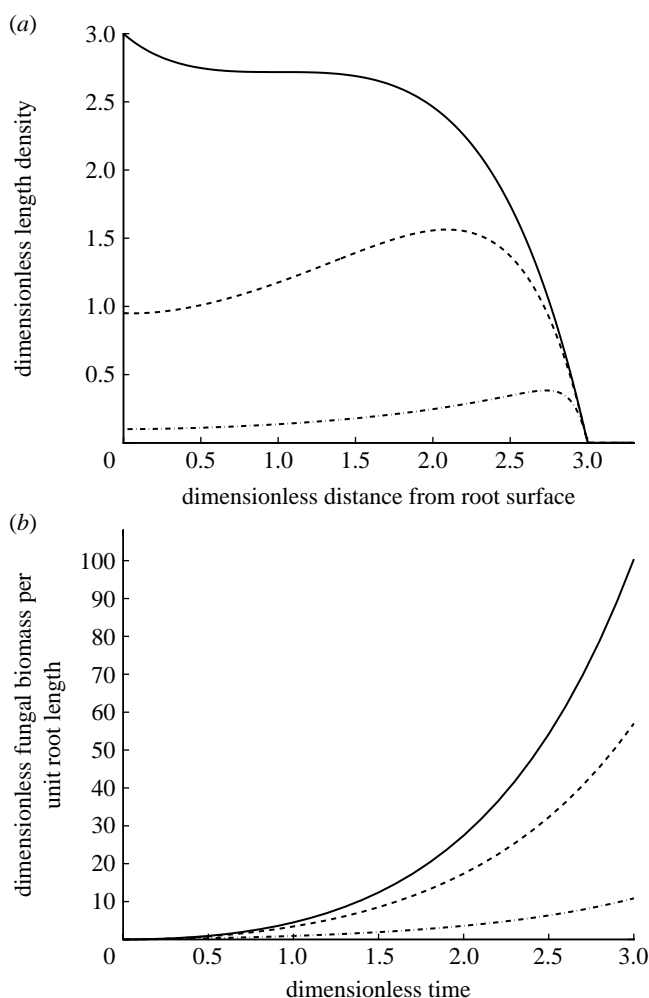 (a)
3.0
2.5
2.0
1.5
1.0
0.5
0
dimensionless length density
0.5 1.0 1.5 2.0 2.5 3.0
dimensionless distance from root surface
(b)
100
90
80
70
60
50
40
30
20
10
0
dimensionless fungal biomass per
unit root length
0.5 1.0 1.5 2.0 2.5 3.0
dimensionless time